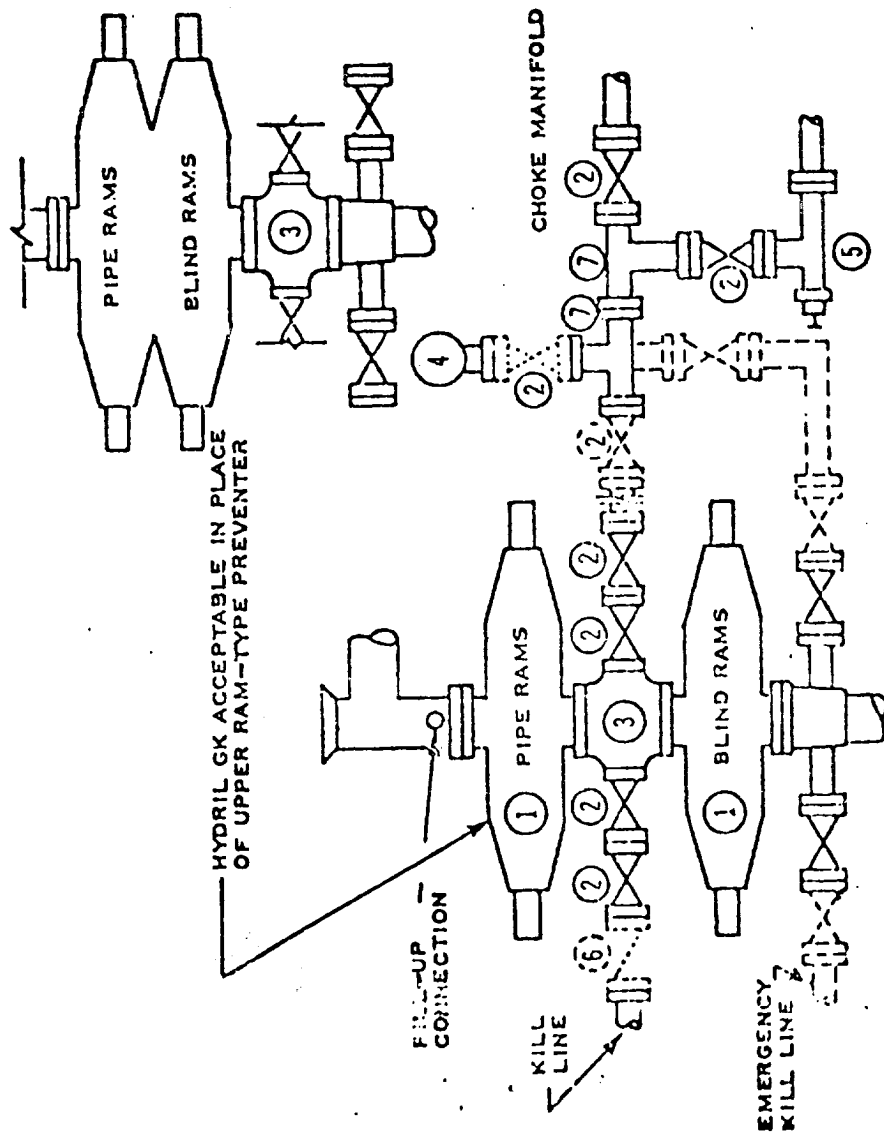 HYDRIL GK ACCEPTABLE IN PLACE
OF UPPER RAM-TYPE PREVENTER
FILL-UP
CONNECTION
KILL
LINE
EMERGENCY
KILL LINE
1
PIPE RAMS
6
2
2
3
2
2
2
1
BLIND RAMS
PIPE RAMS
BLIND RAMS
3
4
2
7
7
2
CHOKE MANIFOLD
2
5